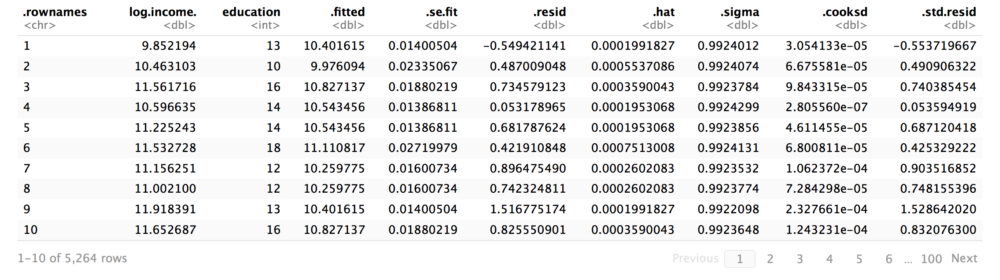 .rownames log.income. education .fitted .se.fit .resid .hat .sigma .cooksd .std.resid
<chr> <dbl> <int> <dbl> <dbl> <dbl> <dbl> <dbl> <dbl> <dbl>
1 9.852194 13 10.401615 0.01400504 −0.549421141 0.0001991827 0.9924012 3.054133e−05 −0.553719667
2 10.463103 10 9.976094 0.02335067 0.487009048 0.0005537086 0.9924074 6.675581e−05 0.490906322
3 11.561716 16 10.827137 0.01880219 0.734579123 0.0003590043 0.9923784 9.843315e−05 0.740385454
4 10.596635 14 10.543456 0.01386811 0.053178965 0.0001953068 0.9924299 2.805560e−07 0.053594919
5 11.225243 14 10.543456 0.01386811 0.681787624 0.0001953068 0.9923856 4.611455e−05 0.687120418
6 11.532728 18 11.110817 0.02719979 0.421910848 0.0007513008 0.9924131 6.800811e−05 0.425329222
7 11.156251 12 10.259775 0.01600734 0.896475490 0.0002602083 0.9923532 1.062372e−04 0.903516852
8 11.002100 12 10.259775 0.01600734 0.742324811 0.0002602083 0.9923774 7.284298e−05 0.748155396
9 11.918391 13 10.401615 0.01400504 1.516775174 0.0001991827 0.9922098 2.327661e−04 1.528642020
10 11.652687 16 10.827137 0.01880219 0.825550901 0.0003590043 0.9923648 1.243231e−04 0.832076300
1−10 of 5,264 rows Previous 1 2 3 4 5 6 ... 100 Next